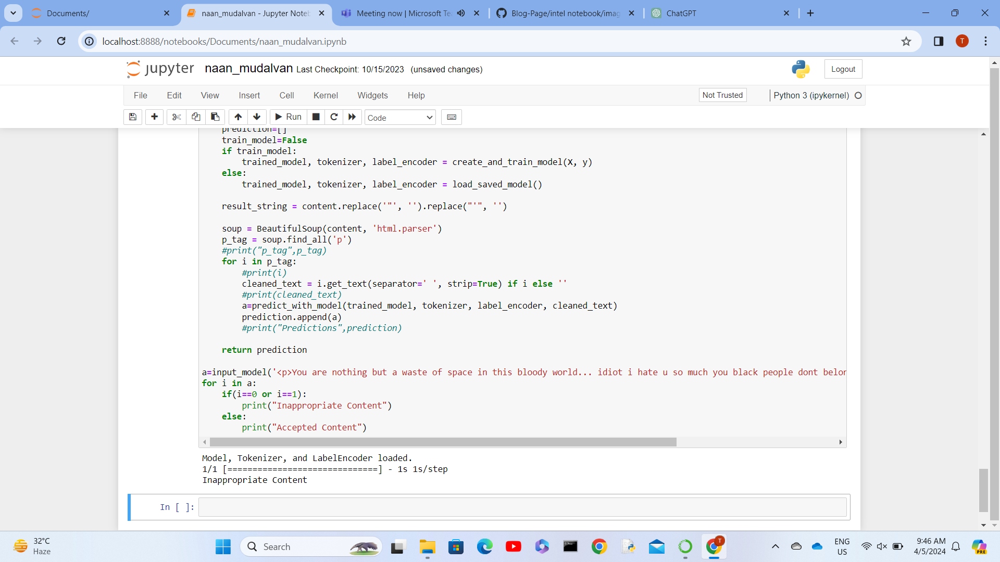 Documents/
naan_mudalvan - Jupyter Noteb
Meeting now | Microsoft Te
Blog-Page/intel notebook/imag
ChatGPT
localhost:8888/notebooks/Documents/naan_mudalvan.ipynb
T
jupyter naan_mudalvan Last Checkpoint: 10/15/2023 (unsaved changes)
Logout
File Edit View Insert Cell Kernel Widgets Help
Not Trusted
Python 3 (ipykernel)
Run
Code
prediction=[]
train_model=False
if train_model:
trained_model, tokenizer, label_encoder = create_and_train_model(X, y)
else:
trained_model, tokenizer, label_encoder = load_saved_model()
result_string = content.replace('"', '').replace("'", '')
soup = BeautifulSoup(content, 'html.parser')
p_tag = soup.find_all('p')
#print("p_tag",p_tag)
for i in p_tag:
#print(i)
cleaned_text = i.get_text(separator=' ', strip=True) if i else ''
#print(cleaned_text)
a=predict_with_model(trained_model, tokenizer, label_encoder, cleaned_text)
prediction.append(a)
#print("Predictions",prediction)
return prediction
a=input_model('<p>You are nothing but a waste of space in this bloody world... idiot i hate u so much you black people dont belon
for i in a:
if(i==0 or i==1):
print("Inappropriate Content")
else:
print("Accepted Content")
Model, Tokenizer, and LabelEncoder loaded.
1/1 [==============================] - 1s 1s/step
Inappropriate Content
In [ ]:
32°C
Haze
Search
T
ENG
US
9:46 AM
4/5/2024
PRE